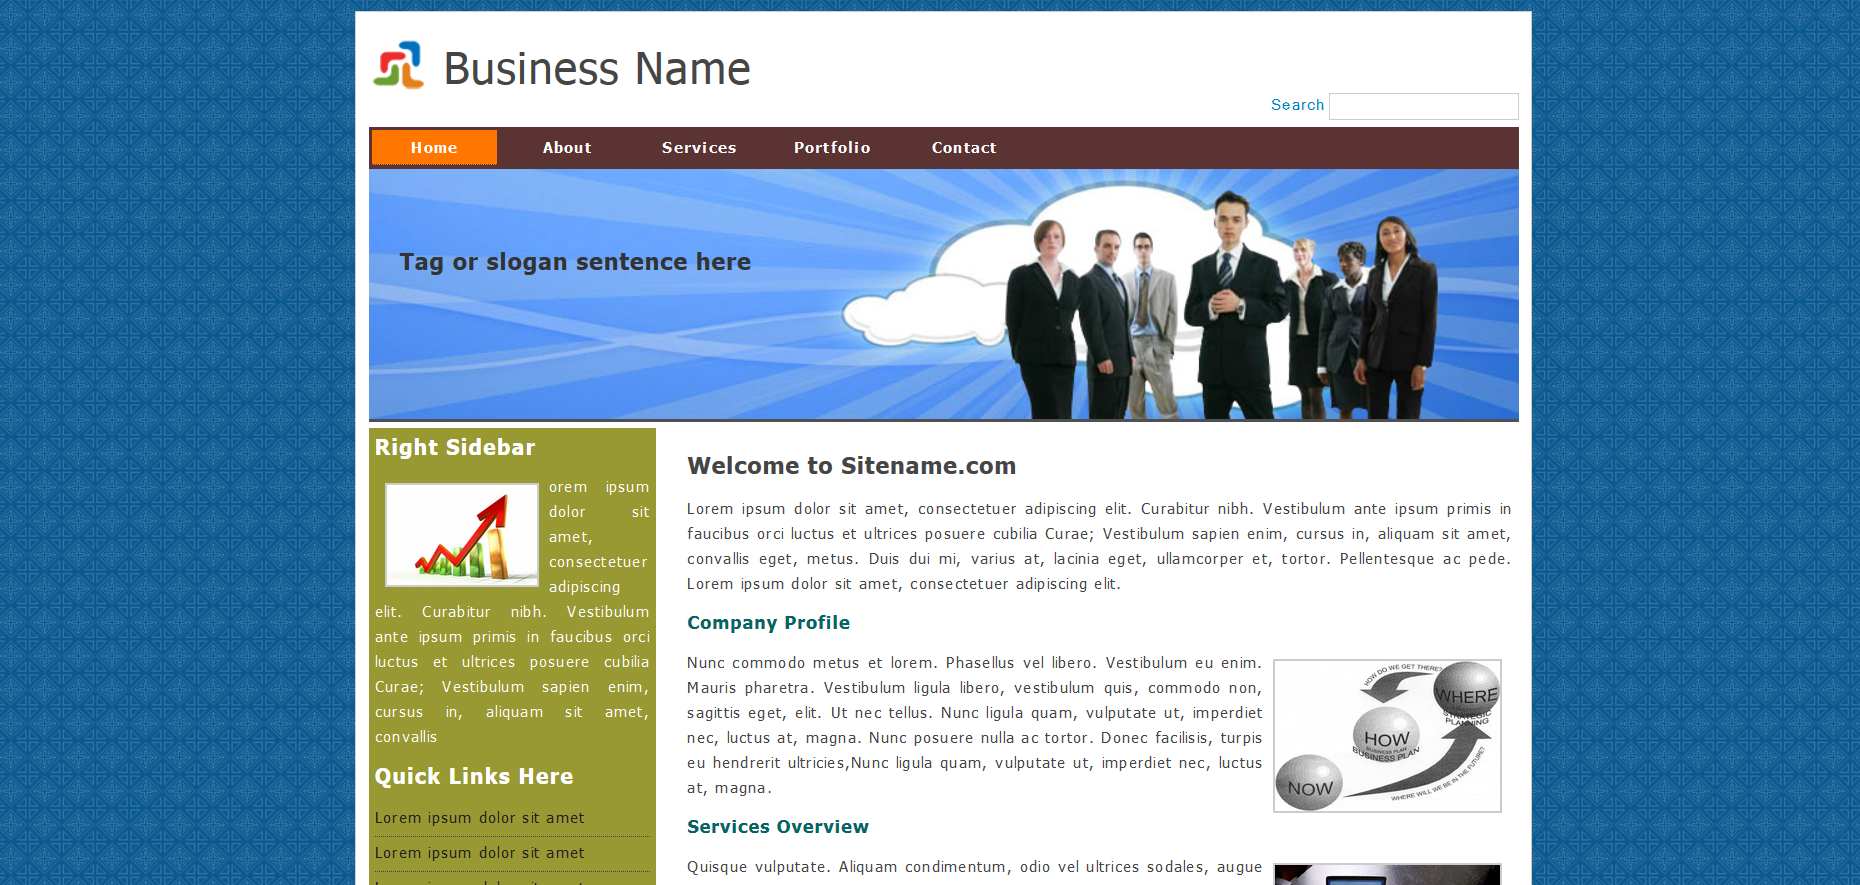 Business Name
Search
Home About Services Portfolio Contact
Tag or slogan sentence here
Right Sidebar
orem ipsum
dolor sit
amet,
consectetuer
adipiscing
elit. Curabitur nibh. Vestibulum
ante ipsum primis in faucibus orci
luctus et ultrices posuere cubilia
Curae; Vestibulum sapien enim,
cursus in, aliquam sit amet,
convallis
Quick Links Here
Lorem ipsum dolor sit amet
Lorem ipsum dolor sit amet
Welcome to Sitename.com
Lorem ipsum dolor sit amet, consectetuer adipiscing elit. Curabitur nibh. Vestibulum ante ipsum primis in
faucibus orci luctus et ultrices posuere cubilia Curae; Vestibulum sapien enim, cursus in, aliquam sit amet,
convallis eget, metus. Duis dui mi, varius at, lacinia eget, ullamcorper et, tortor. Pellentesque ac pede.
Lorem ipsum dolor sit amet, consectetuer adipiscing elit.
Company Profile
Nunc commodo metus et lorem. Phasellus vel libero. Vestibulum eu enim.
Mauris pharetra. Vestibulum ligula libero, vestibulum quis, commodo non,
sagittis eget, elit. Ut nec tellus. Nunc ligula quam, vulputate ut, imperdiet
nec, luctus at, magna. Nunc posuere nulla ac tortor. Donec facilisis, turpis
eu hendrerit ultricies,Nunc ligula quam, vulputate ut, imperdiet nec, luctus
at, magna.
HOW DO WE GET THERE?
WHERE
STRATEGIC
PLANNING
HOW
BUSINESS PLAN
BUSINESS PLAN
NOW
WHERE WILL WE BE IN THE FUTURE?
Services Overview
Quisque vulputate. Aliquam condimentum, odio vel ultrices sodales, augue